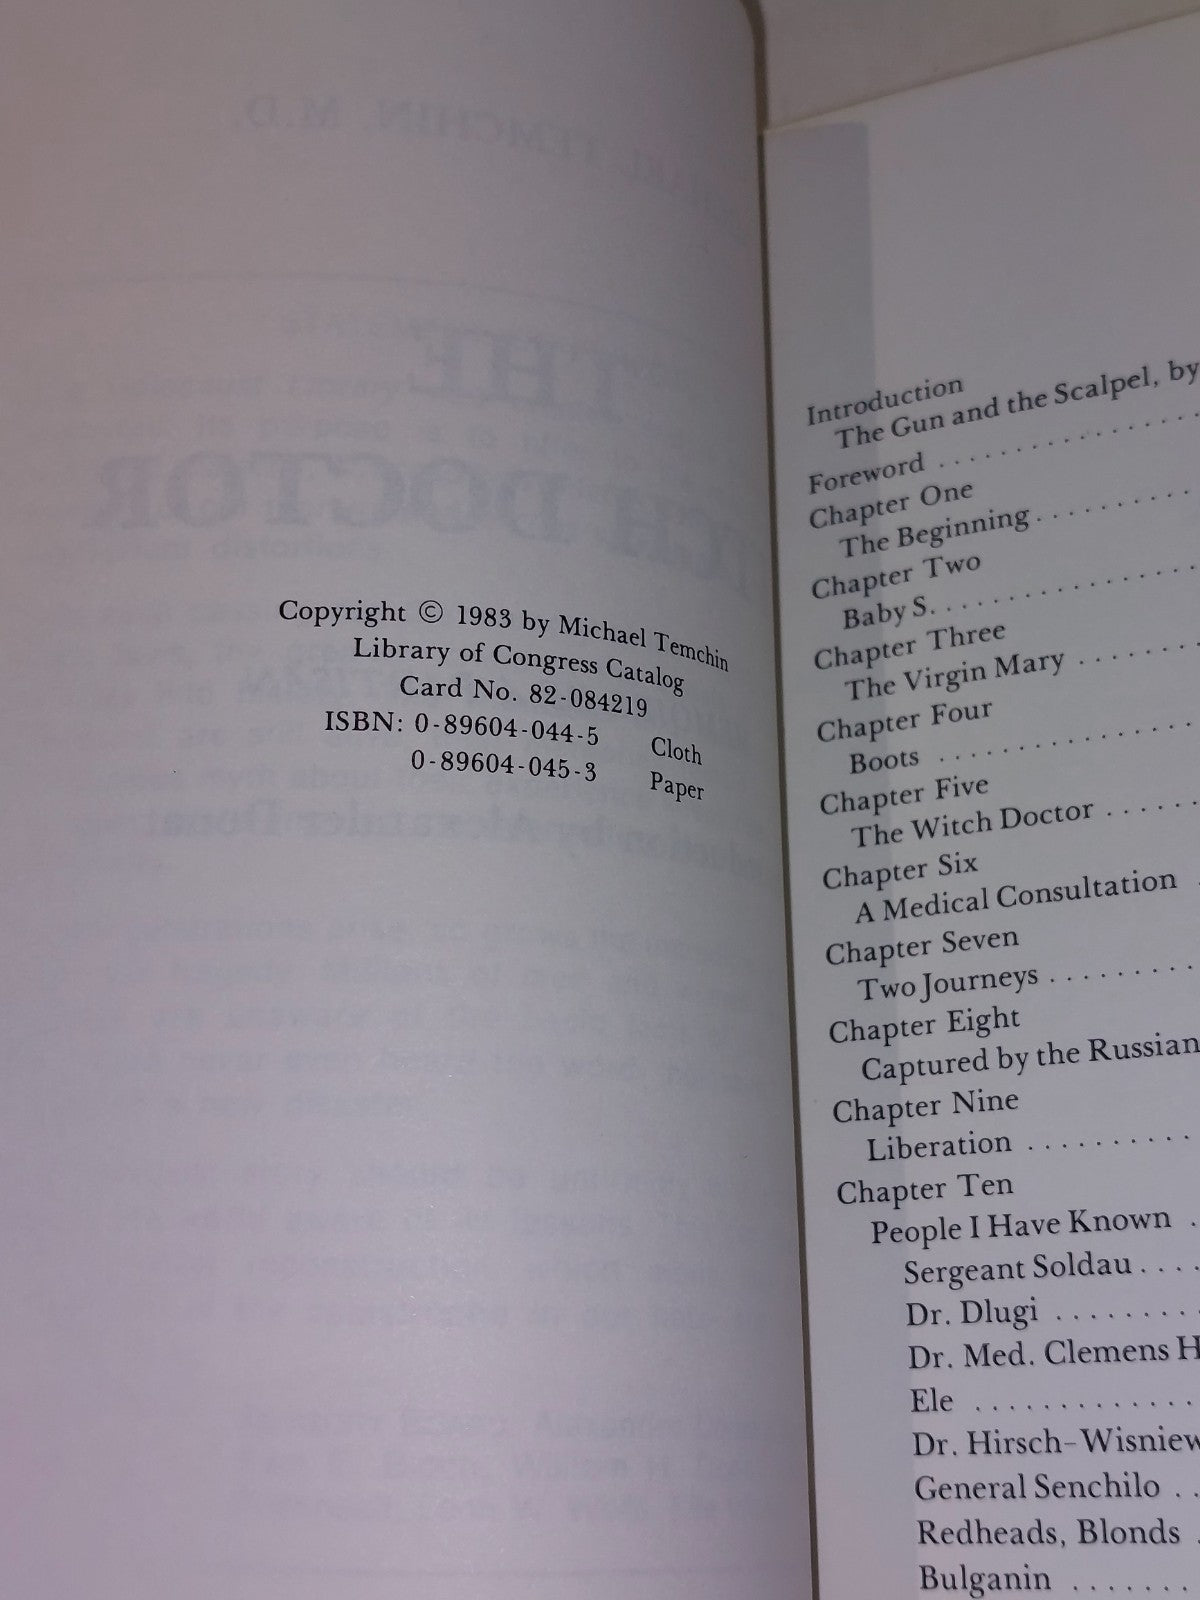 Copyright © 1983 by Michael Temchin
Library of Congress Catalog
Card No. 82-084219
ISBN: 0-89604-044-5 Cloth
0-89604-045-3 Paper
Introduction
The Gun and the Scalpel, by
Foreword . . . . . . . . . . . . . . . .
Chapter One
The Beginning . . . . . . . . . .
Chapter Two
Baby S. . . . . . . . . . . . . . . . .
Chapter Three
The Virgin Mary . . . . . . .
Chapter Four
Boots . . . . . . . . . . . . . . . .
Chapter Five
The Witch Doctor . . . . . .
Chapter Six
A Medical Consultation .
Chapter Seven
Two Journeys . . . . . . . . .
Chapter Eight
Captured by the Russian
Chapter Nine
Liberation . . . . . . . . . .
Chapter Ten
People I Have Known .
Sergeant Soldau . . . .
Dr. Dlugi . . . . . . . .
Dr. Med. Clemens H
Ele . . . . . . . . . . . . .
Dr. Hirsch-Wisniew
General Senchilo . .
Redheads, Blonds .
Bulganin . . . . . . .